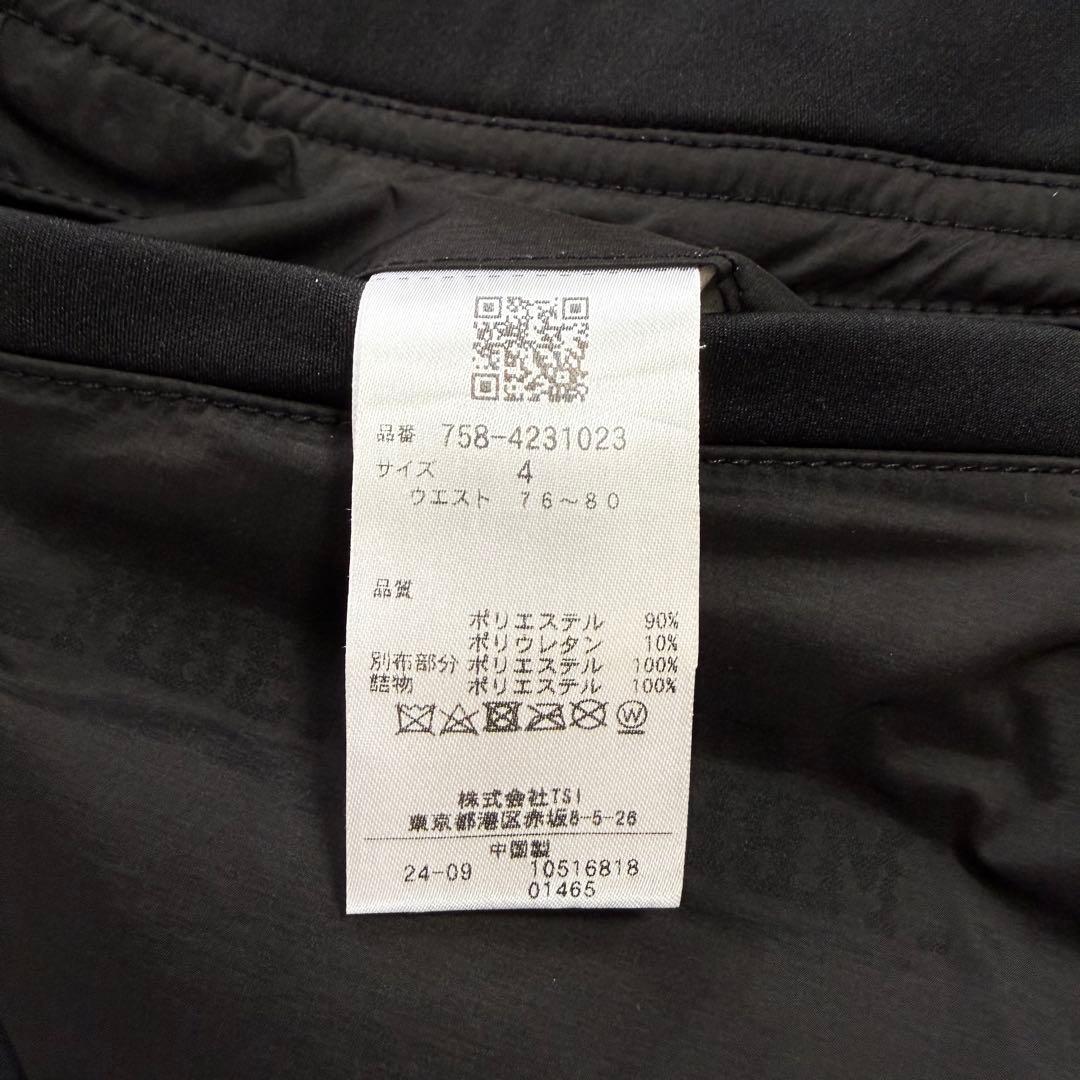 品番 758-4231023
サイズ 4
ウエスト 76～80
品質
ポリエステル 90%
ポリウレタン 10%
別布部分 ポリエステル 100%
詰物 ポリエステル 100%
W
株式会社TSI
東京都港区赤坂8-5-26
中国製
24-09 10516818
01465